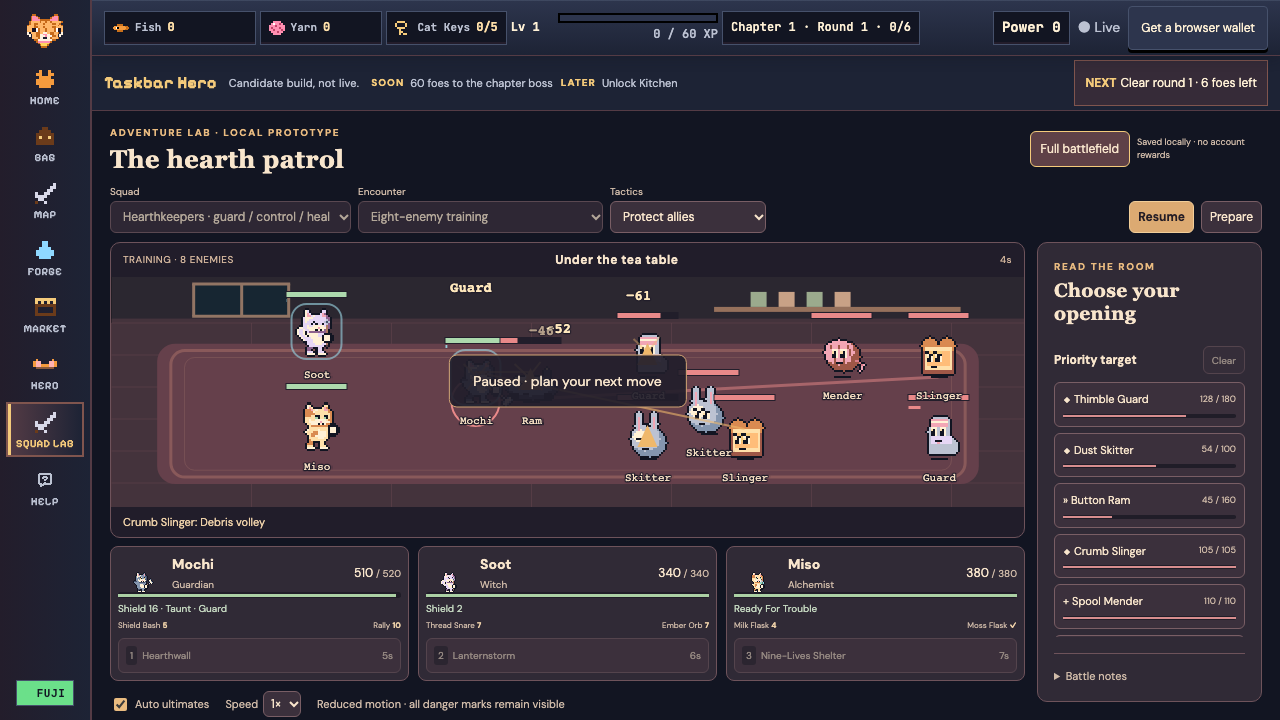 Fish 0
Yarn 0
Cat Keys 0/5
Lv 1
0 / 60 XP
Chapter 1 · Round 1 · 0/6
Power 0
Live
Get a browser wallet
Taskbar Hero
Candidate build, not live.
SOON 60 foes to the chapter boss
LATER Unlock Kitchen
NEXT Clear round 1 · 6 foes left
HOME
BAG
MAP
FORGE
MARKET
HERO
SQUAD LAB
HELP
FUJI
ADVENTURE LAB · LOCAL PROTOTYPE
The hearth patrol
Full battlefield
Saved locally · no account
rewards
Squad
Encounter
Tactics
Hearthkeepers · guard / control / heal
Eight-enemy training
Protect allies
Resume
Prepare
TRAINING · 8 ENEMIES
Under the tea table
4s
Guard
-61
52
Soot
Paused · plan your next move
Guard
Mender
Slinger
Mochi
Ram
Miso
Skitter
Skitter
Slinger
Guard
Crumb Slinger: Debris volley
Mochi
Guardian
510 / 520
Shield 16 · Taunt · Guard
Shield Bash 5
Rally 10
1 Hearthwall 5s
Soot
Witch
340 / 340
Shield 2
Thread Snare 7
Ember Orb 7
2 Lanternstorm 6s
Miso
Alchemist
380 / 380
Ready For Trouble
Milk Flask 4
Moss Flask ✓
3 Nine-Lives Shelter 7s
Auto ultimates
Speed
1×
Reduced motion · all danger marks remain visible
READ THE ROOM
Choose your
opening
Priority target
Clear
◆ Thimble Guard 128 / 180
◆ Dust Skitter 54 / 100
» Button Ram 45 / 160
◆ Crumb Slinger 105 / 105
+ Spool Mender 110 / 110
▶ Battle notes